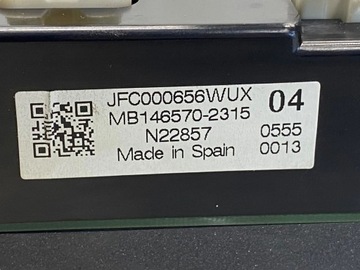 JFC000656WUX 04
MB146570-2315
N22857 0555
Made in Spain 0013